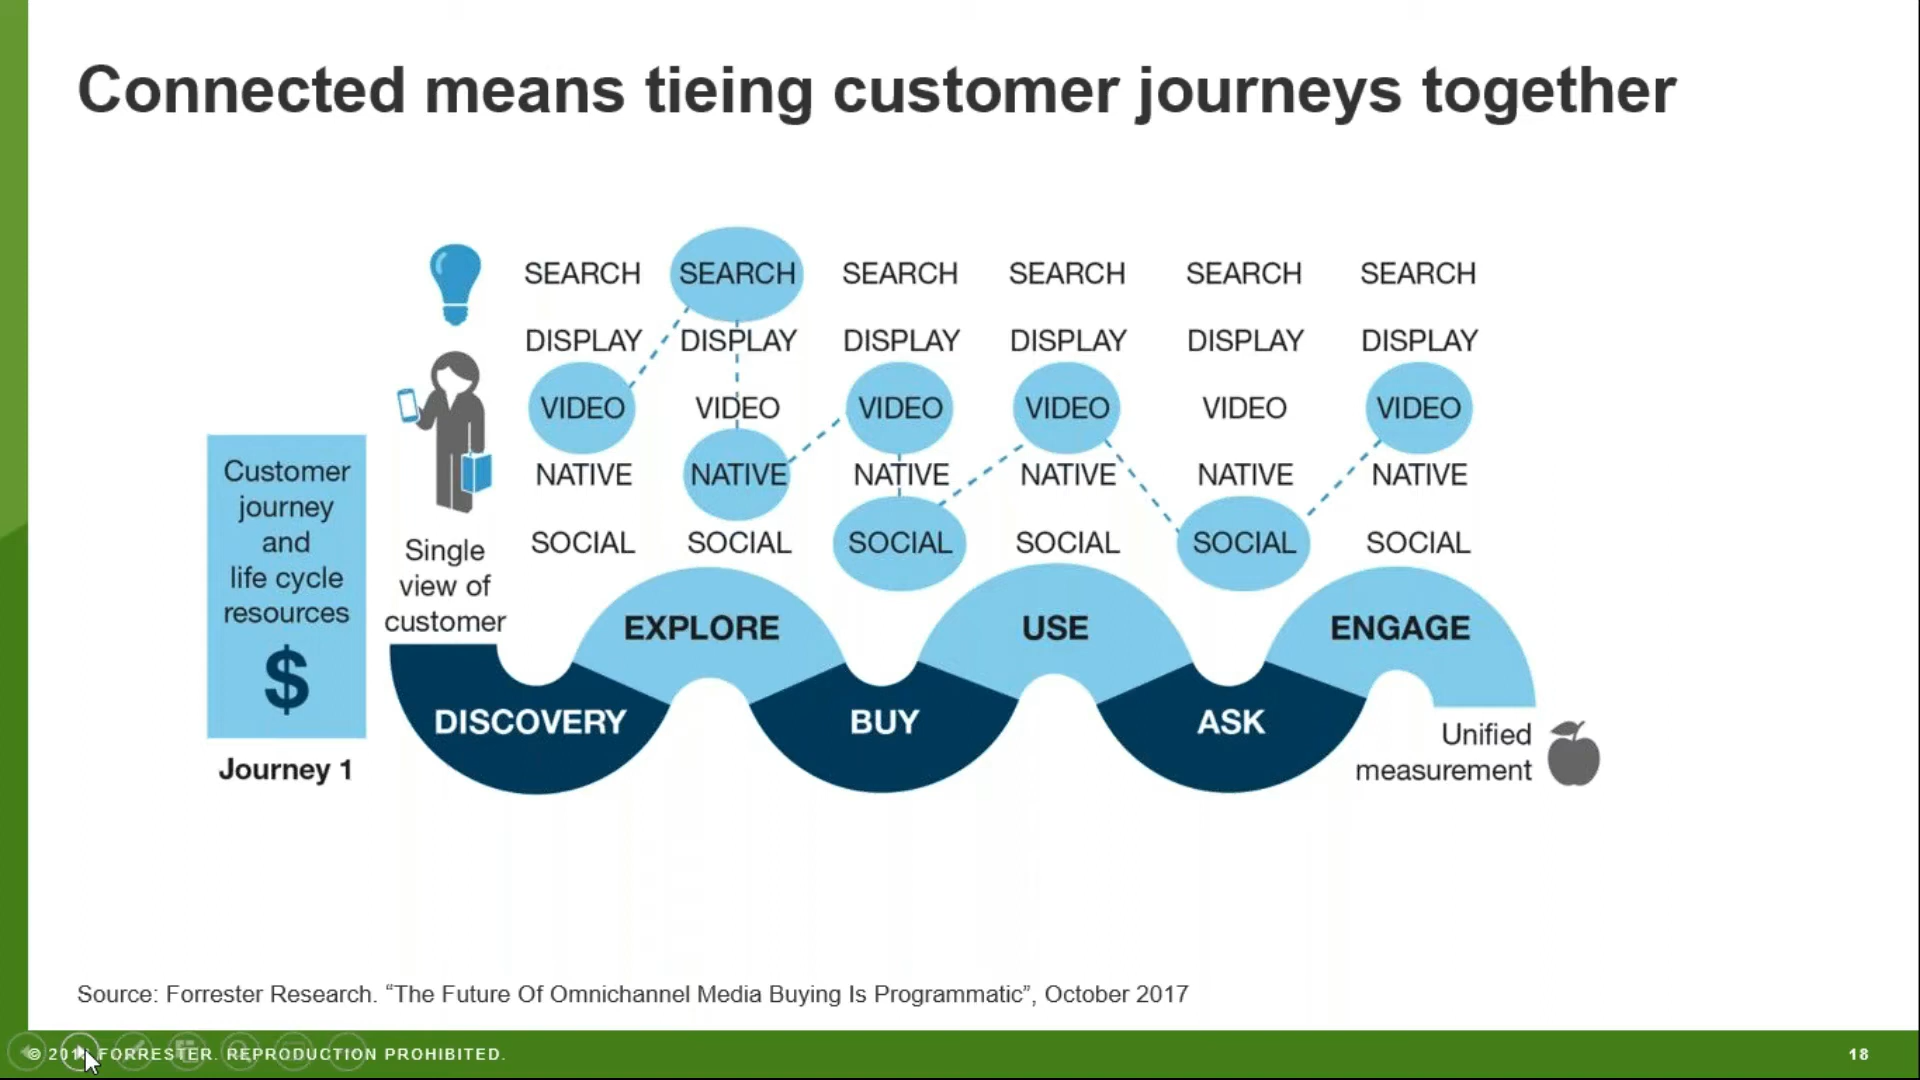 Connected means tieing customer journeys together
SEARCH SEARCH SEARCH SEARCH SEARCH SEARCH
DISPLAY DISPLAY DISPLAY DISPLAY DISPLAY DISPLAY
VIDEO VIDEO VIDEO VIDEO VIDEO VIDEO
NATIVE NATIVE NATIVE NATIVE NATIVE NATIVE
SOCIAL SOCIAL SOCIAL SOCIAL SOCIAL SOCIAL
Customer
journey
and
life cycle
resources
$
Journey 1
Single
view of
customer
EXPLORE USE ENGAGE
DISCOVERY BUY ASK
Unified
measurement
Source: Forrester Research. “The Future Of Omnichannel Media Buying Is Programmatic”, October 2017
© FORRESTER. REPRODUCTION PROHIBITED.
18